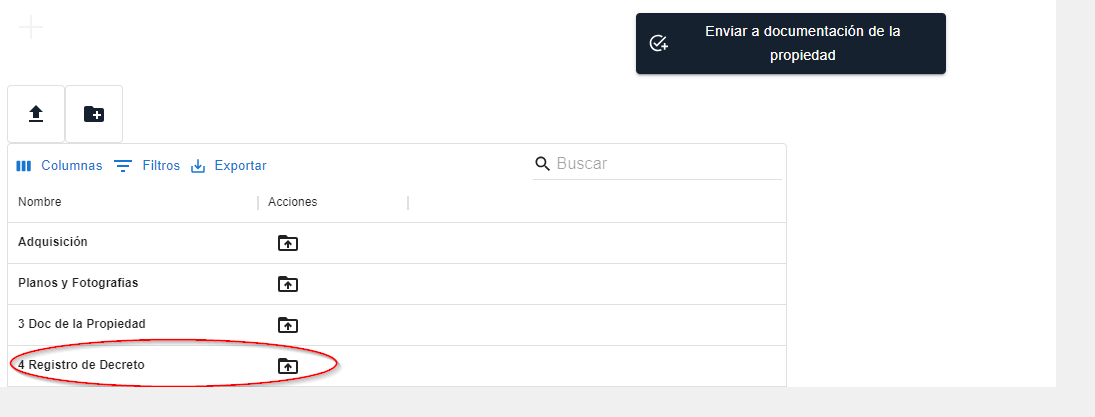 Enviar a documentación de la
propiedad
Columnas Filtros Exportar Buscar
Nombre Acciones
Adquisición
Planos y Fotografias
3 Doc de la Propiedad
4 Registro de Decreto